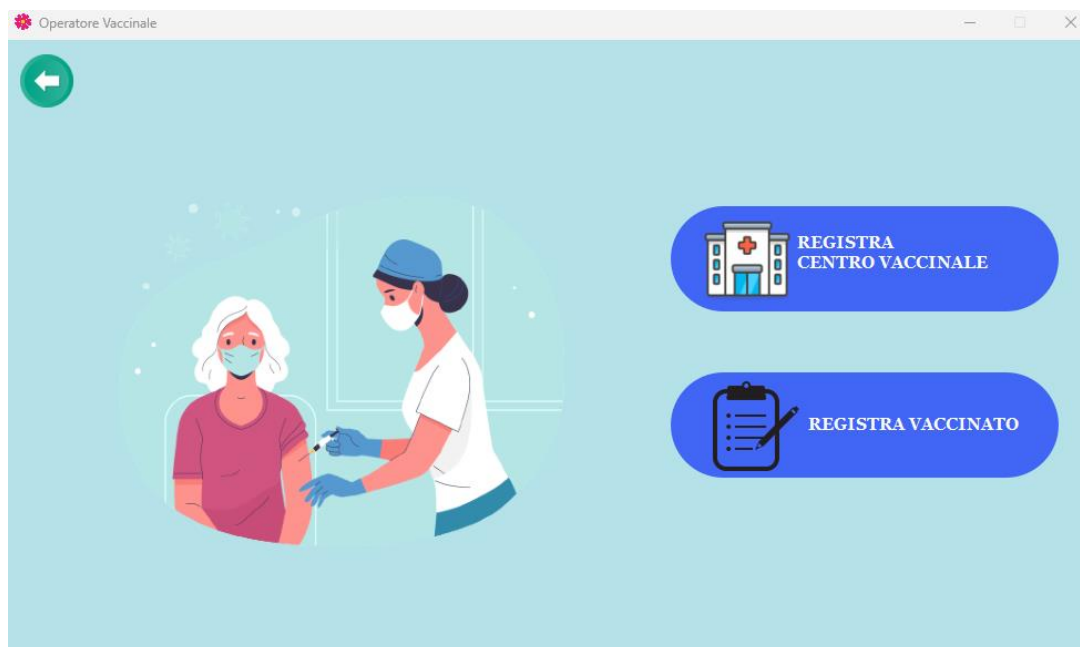 Operatore Vaccinale
REGISTRA
CENTRO VACCINALE
REGISTRA VACCINATO